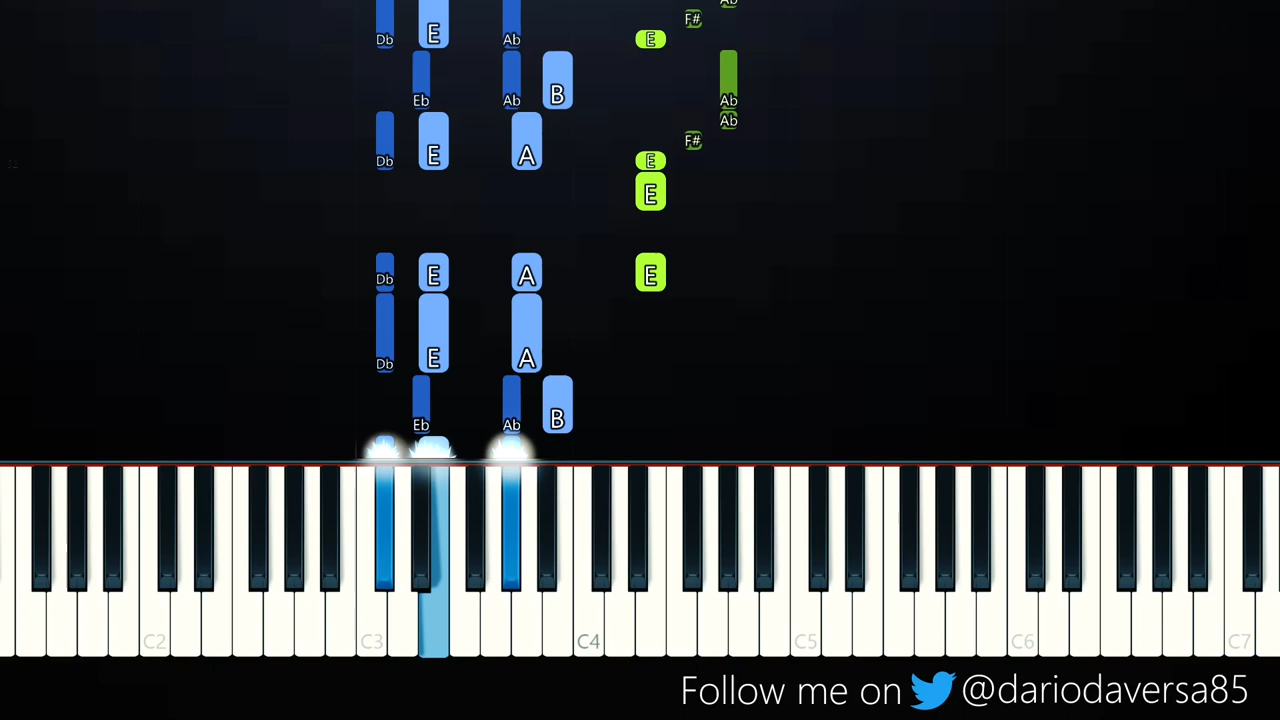 Ab
F#
Db E Ab E
Eb Ab B Ab
Ab
F#
Db E A E
E
Db E A E
Db E A
Eb Ab B
C2 C3 C4 C5 C6 C7
Follow me on @dariodaversa85